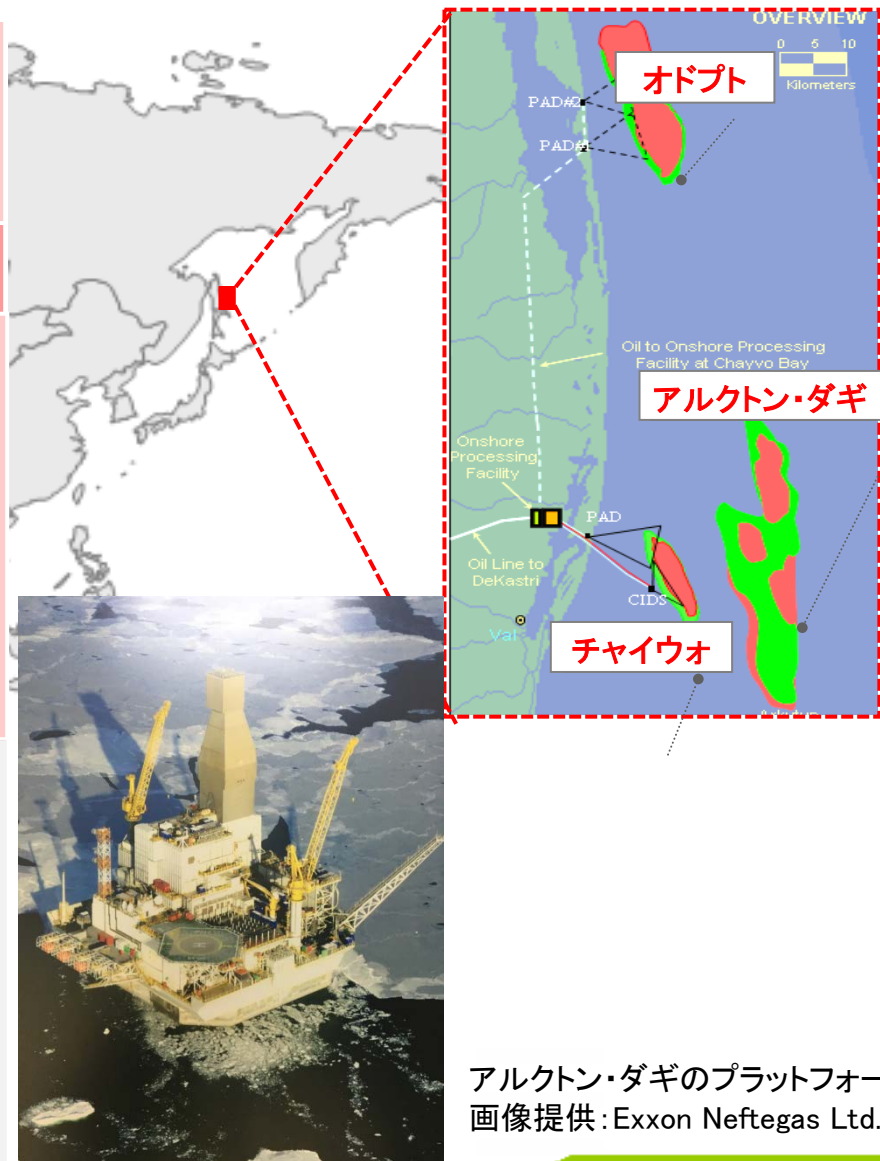 OVERVIEW
0 5 10
Kilometers
オドプト
PAD#2
PAD#1
Oil to Onshore Processing
Facility at Chayvo Bay
アルクトン・ダギ
Onshore
Processing
Facility
PAD
Oil Line to
DeKastri
CIDS
Val
チャイウォ
アルクトン・ダギのプラットフォー
画像提供：Exxon Neftegas Ltd.